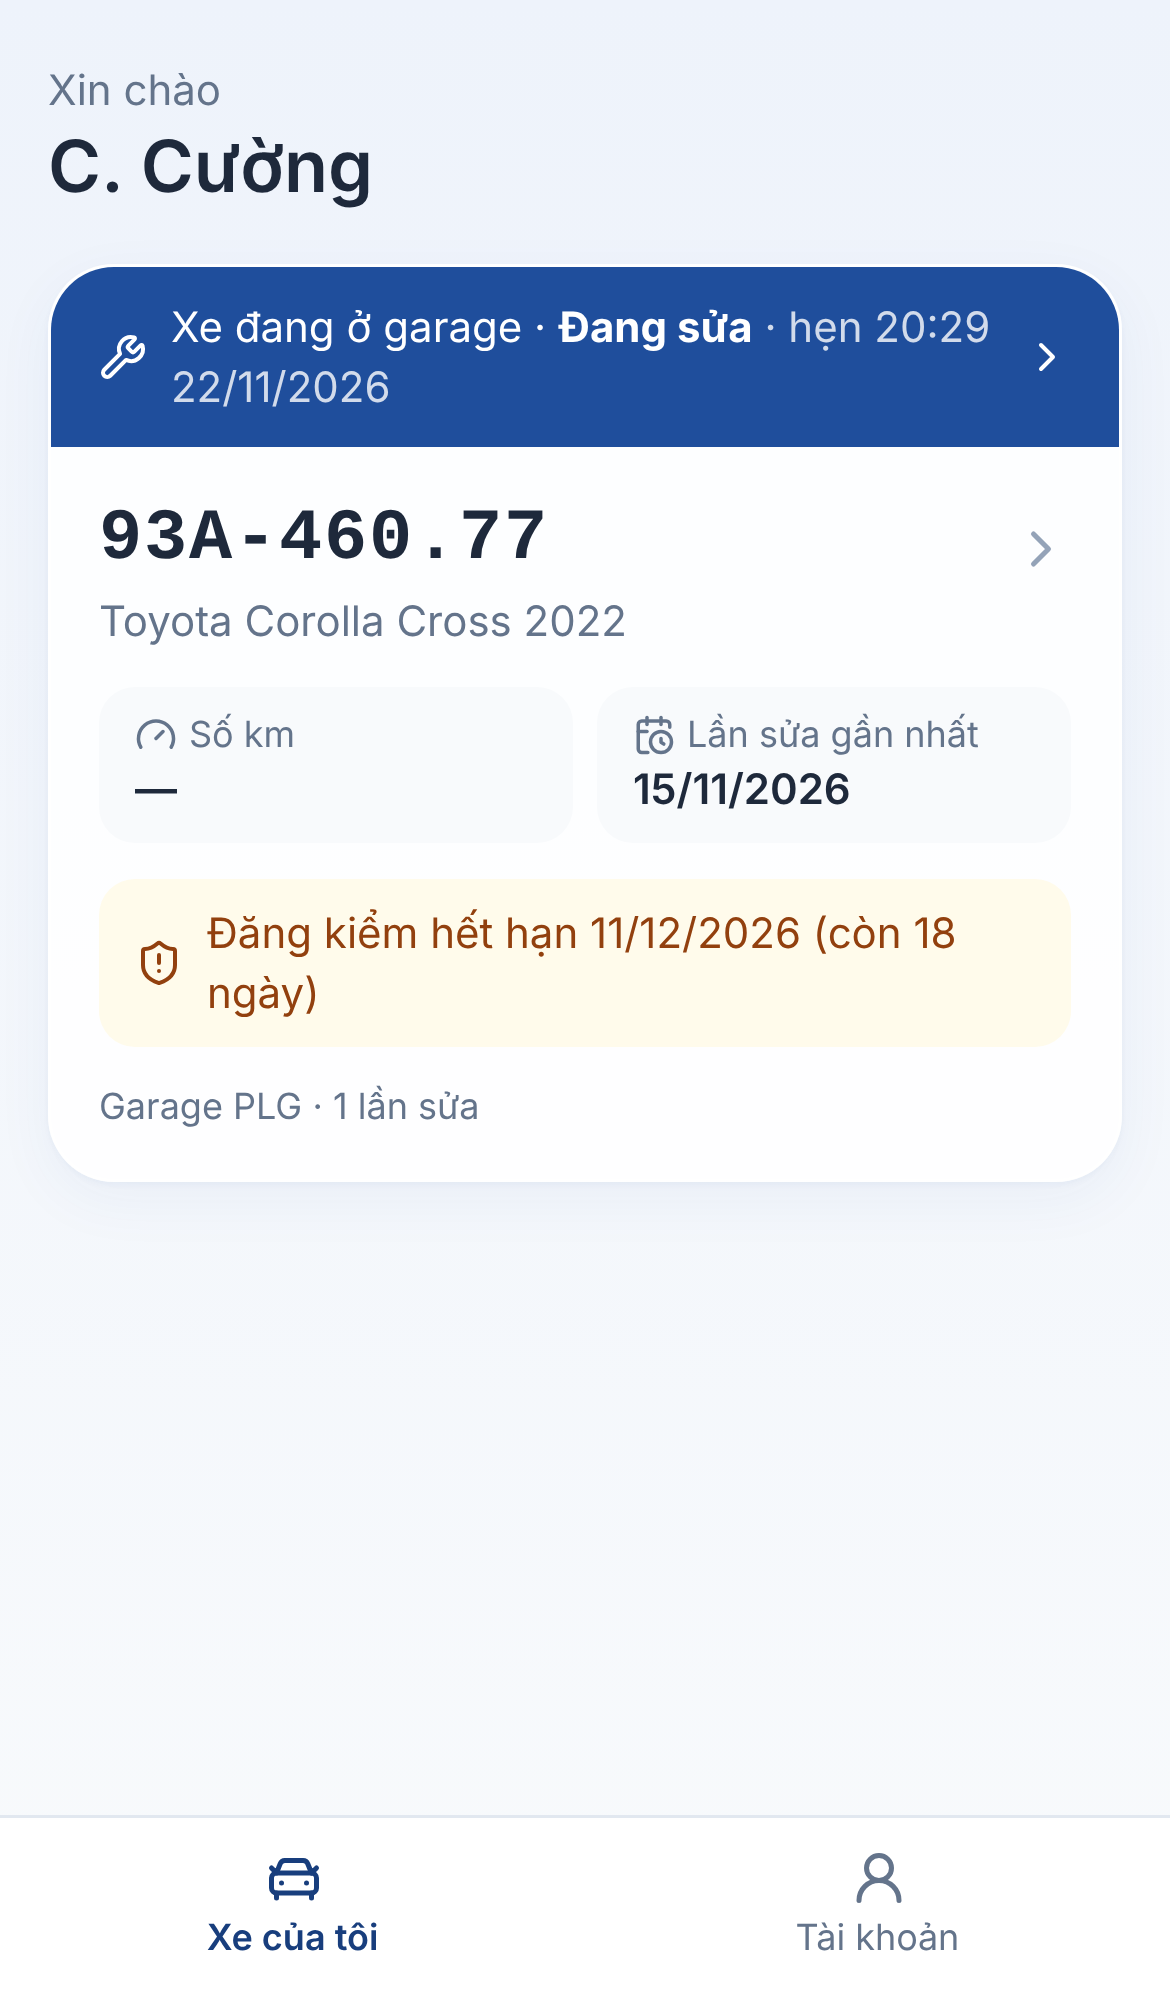 Xin chào
C. Cường
Xe đang ở garage · Đang sửa · hẹn 20:29
22/11/2026
93A-460.77
Toyota Corolla Cross 2022
Số km
—
Lần sửa gần nhất
15/11/2026
Đăng kiểm hết hạn 11/12/2026 (còn 18
ngày)
Garage PLG · 1 lần sửa
Xe của tôi
Tài khoản